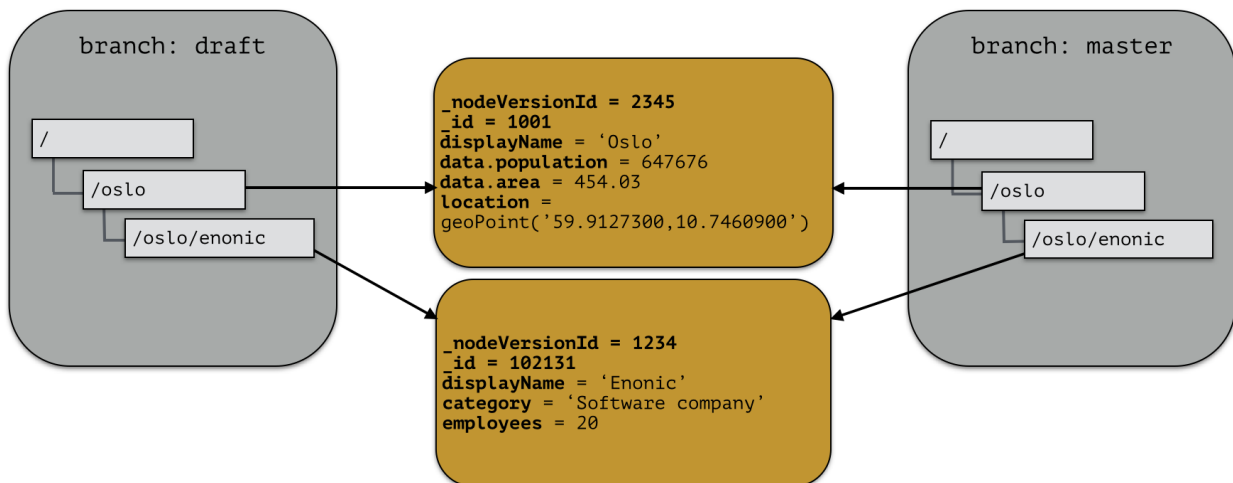 branch: draft
/
/oslo
/oslo/enonic
_nodeVersionId = 2345
_id = 1001
displayName = ‘Oslo’
data.population = 647676
data.area = 454.03
location =
geoPoint(’59.9127300,10.7460900’)
_nodeVersionId = 1234
_id = 102131
displayName = ‘Enonic’
category = ‘Software company’
employees = 20
branch: master
/
/oslo
/oslo/enonic